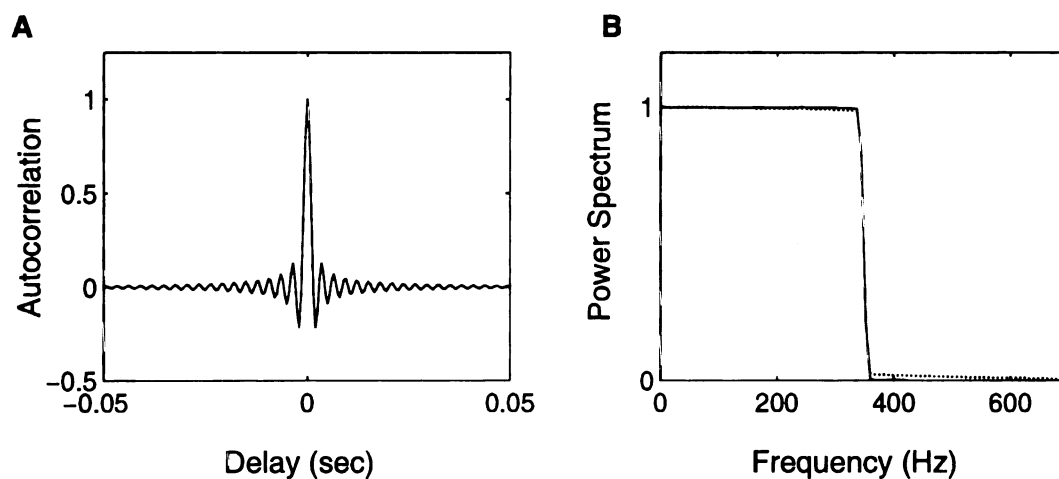 A
Autocorrelation
1
0.5
0
−0.5
−0.05
0
0.05
Delay (sec)
B
Power Spectrum
1
0
0
200
400
600
Frequency (Hz)